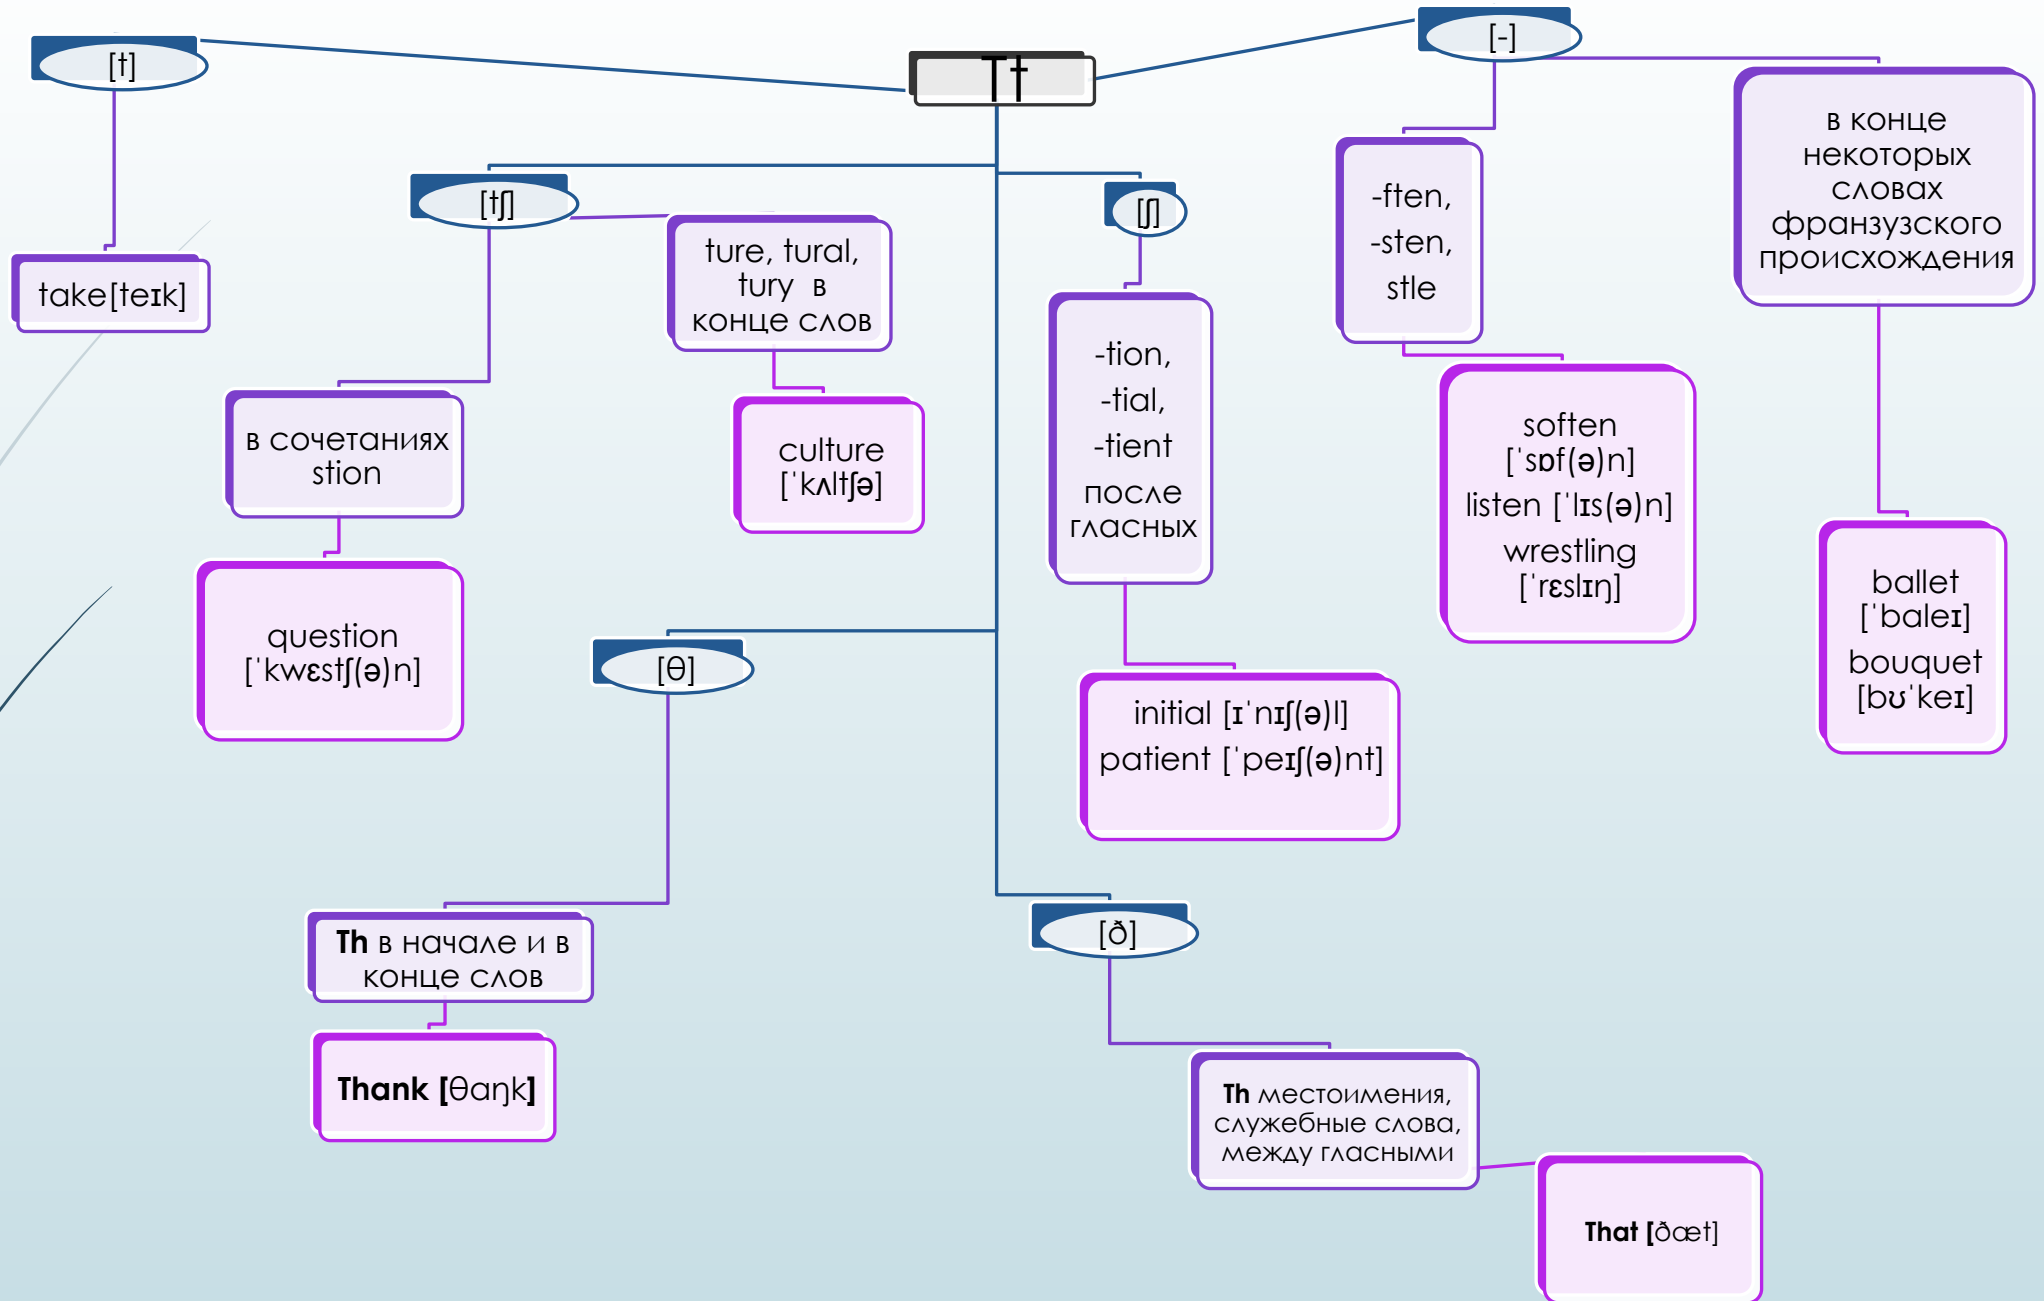 Tt
[t]
take[teɪk]
[tʃ]
в сочетаниях
stion
question
[ˈkwɛstʃ(ə)n]
ture, tural,
tury в
конце слов
culture
[ˈkʌltʃə]
[θ]
Th в начале и в
конце слов
Thank [θaŋk]
[ʃ]
-tion,
-tial,
-tient
после
гласных
initial [ɪˈnɪʃ(ə)l]
patient [ˈpeɪʃ(ə)nt]
[ð]
Th местоимения,
служебные слова,
между гласными
That [ðæt]
[-]
-ften,
-sten,
stle
soften
[ˈsɒf(ə)n]
listen [ˈlɪs(ə)n]
wrestling
[ˈrɛslɪŋ]
в конце
некоторых
словах
франзузского
происхождения
ballet
[ˈbaleɪ]
bouquet
[bʊˈkeɪ]